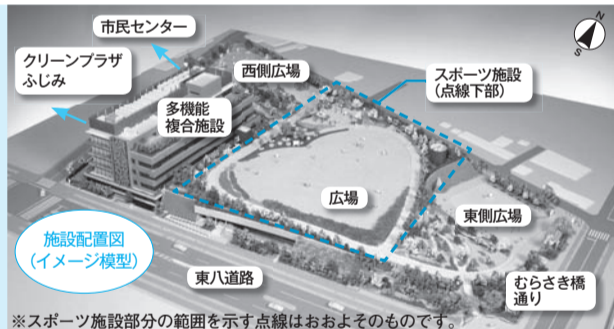 市民センター
N
S
クリーンプラザ
ふじみ
西側広場
スポーツ施設
(点線下部)
多機能
複合施設
広場
東側広場
施設配置図
(イメージ模型)
東八道路
むらさき橋
通り
※スポーツ施設部分の範囲を示す点線はおおよそのものです。